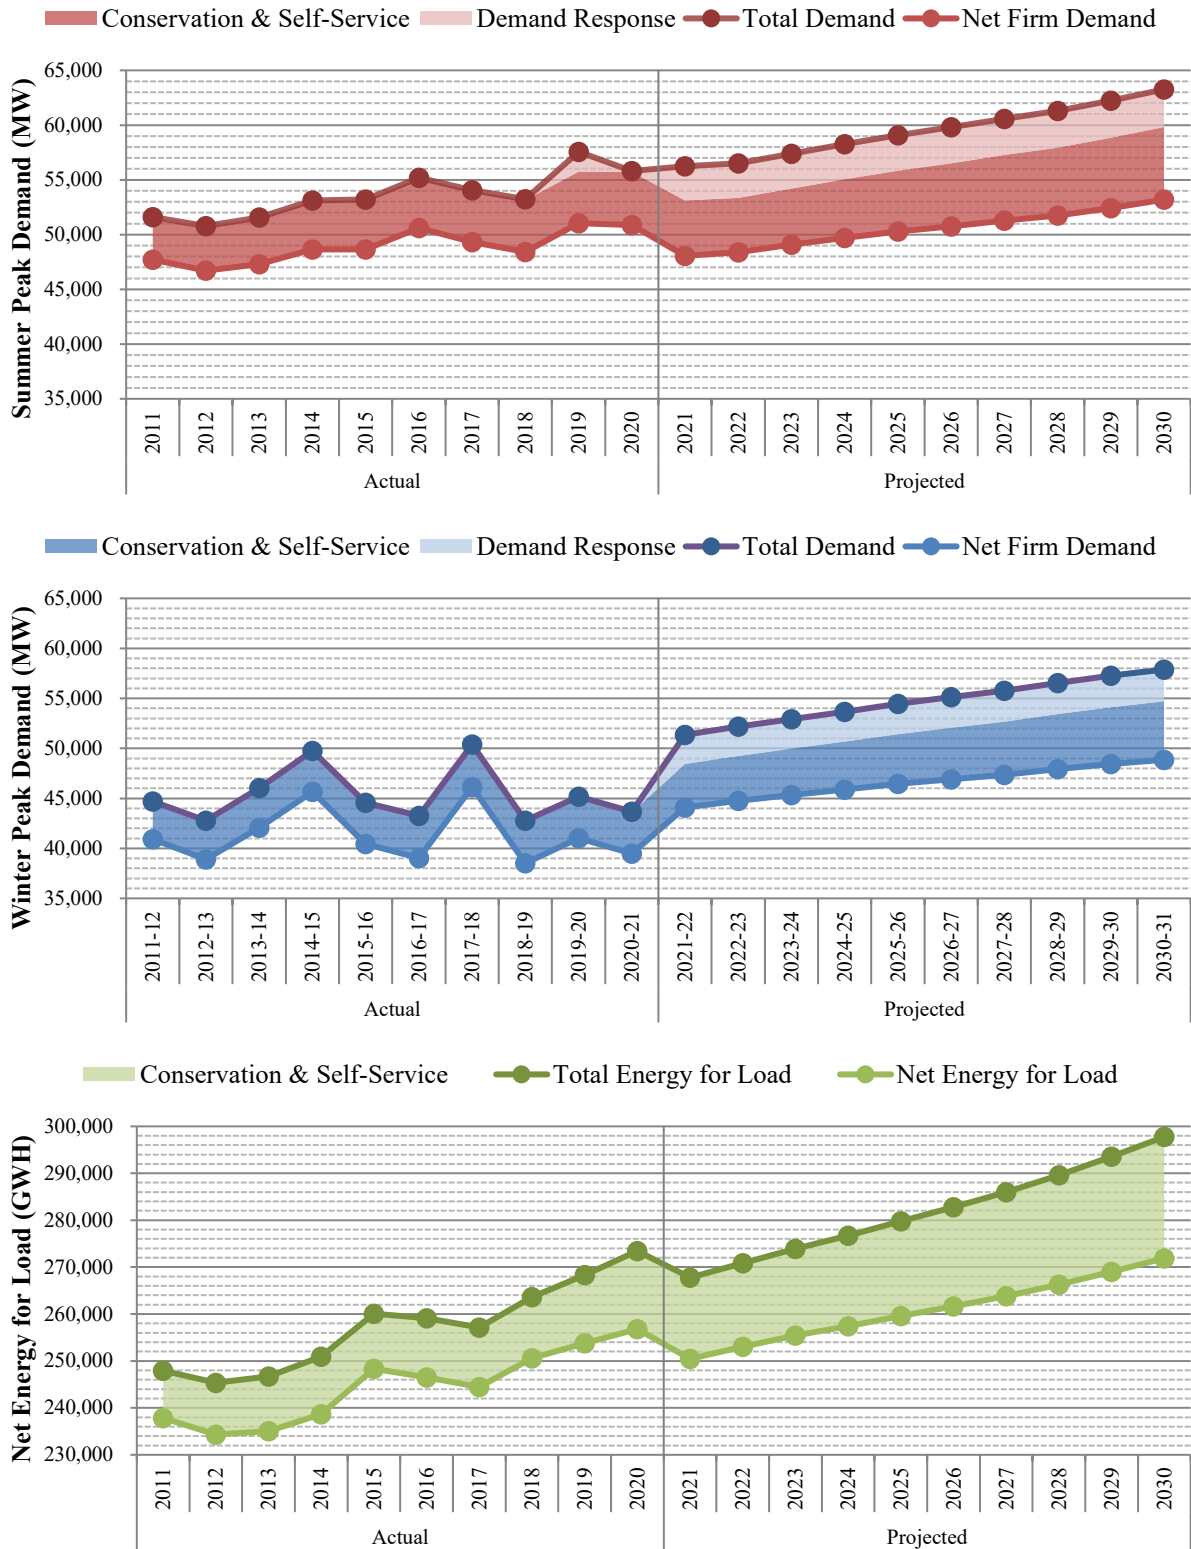 Conservation & Self-Service Demand Response Total Demand Net Firm Demand
Summer Peak Demand (MW)
65,000
60,000
55,000
50,000
45,000
40,000
35,000
2011 2012 2013 2014 2015 2016 2017 2018 2019 2020 2021 2022 2023 2024 2025 2026 2027 2028 2029 2030
Actual Projected
Conservation & Self-Service Demand Response Total Demand Net Firm Demand
Winter Peak Demand (MW)
65,000
60,000
55,000
50,000
45,000
40,000
35,000
2011-12 2012-13 2013-14 2014-15 2015-16 2016-17 2017-18 2018-19 2019-20 2020-21 2021-22 2022-23 2023-24 2024-25 2025-26 2026-27 2027-28 2028-29 2029-30 2030-31
Actual Projected
Conservation & Self-Service Total Energy for Load Net Energy for Load
Net Energy for Load (GWH)
300,000
290,000
280,000
270,000
260,000
250,000
240,000
230,000
2011 2012 2013 2014 2015 2016 2017 2018 2019 2020 2021 2022 2023 2024 2025 2026 2027 2028 2029 2030
Actual Projected